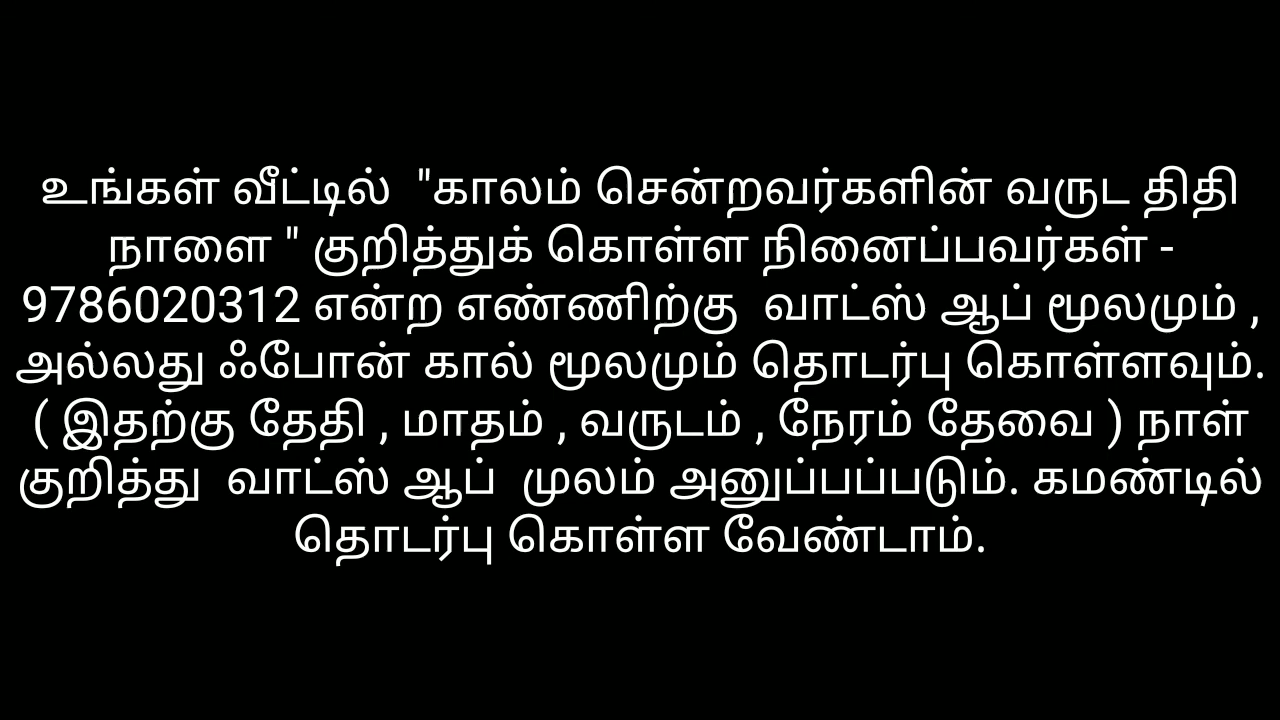 உங்கள் வீட்டில்  "காலம் சென்றவர்களின் வருட திதி
நாளை " குறித்துக் கொள்ள நினைப்பவர்கள் -
9786020312 என்ற எண்ணிற்கு  வாட்ஸ் ஆப் மூலமும் ,
அல்லது ஃபோன் கால் மூலமும் தொடர்பு கொள்ளவும்.
( இதற்கு தேதி , மாதம் , வருடம் , நேரம் தேவை ) நாள்
குறித்து  வாட்ஸ் ஆப்  முலம் அனுப்பப்படும். கமண்டில்
தொடர்பு கொள்ள வேண்டாம்.